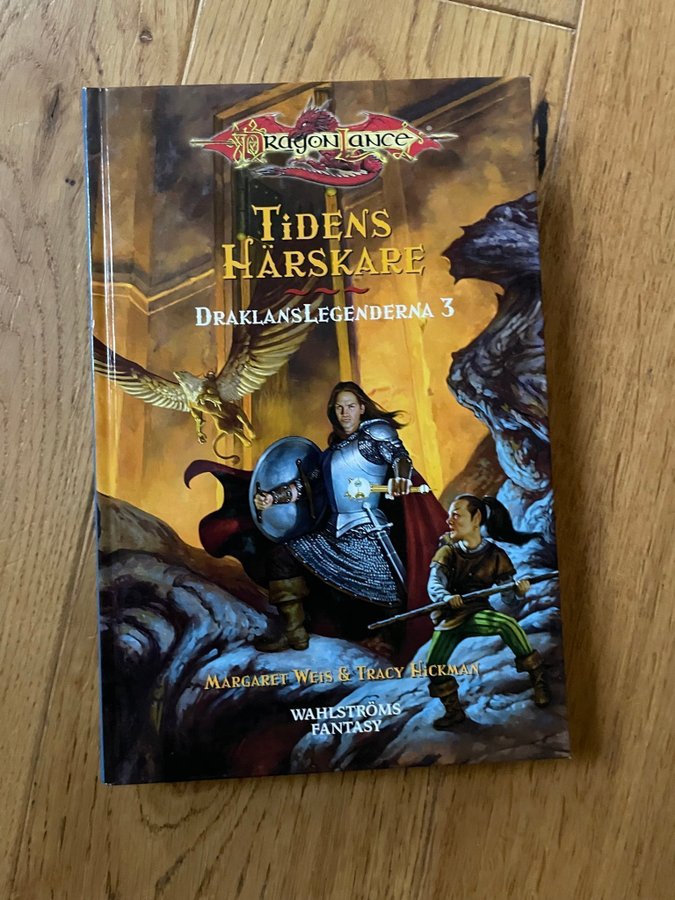 DragonLance
Tidens
Härskare
DraklansLegenderna 3
Margaret Weis & Tracy Hickman
Wahlströms
Fantasy